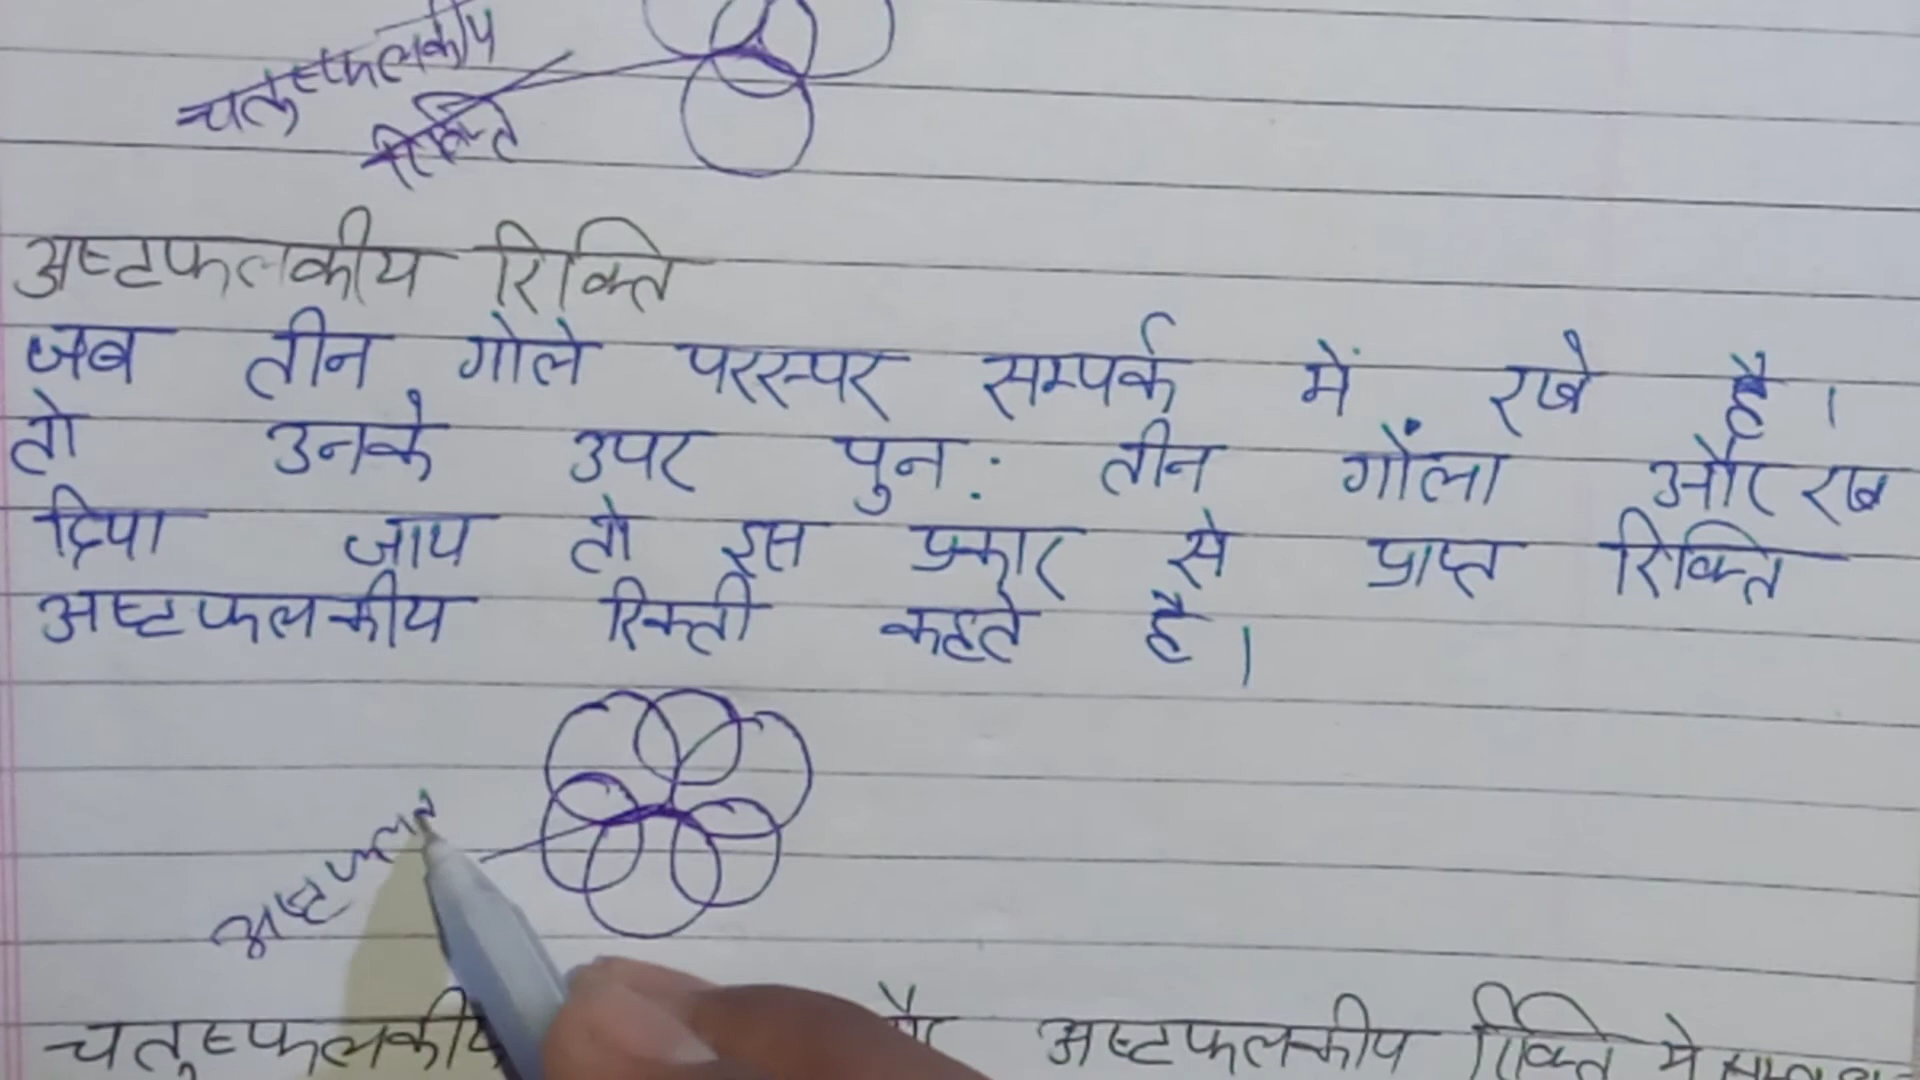 चतुष्फलकीय
रिक्ति
अष्टफलकीय रिक्ति
जब तीन गोले परस्पर सम्पर्क में रखे है।
तो उनके उपर पुन: तीन गोंला और रख
दिया जाय तो इस प्रकार से प्राप्त रिक्ति
अष्टफलकीय रिक्ती कहते है।
अष्टफल
चतुष्फलकीय अष्टफलकीय रिक्ति मे